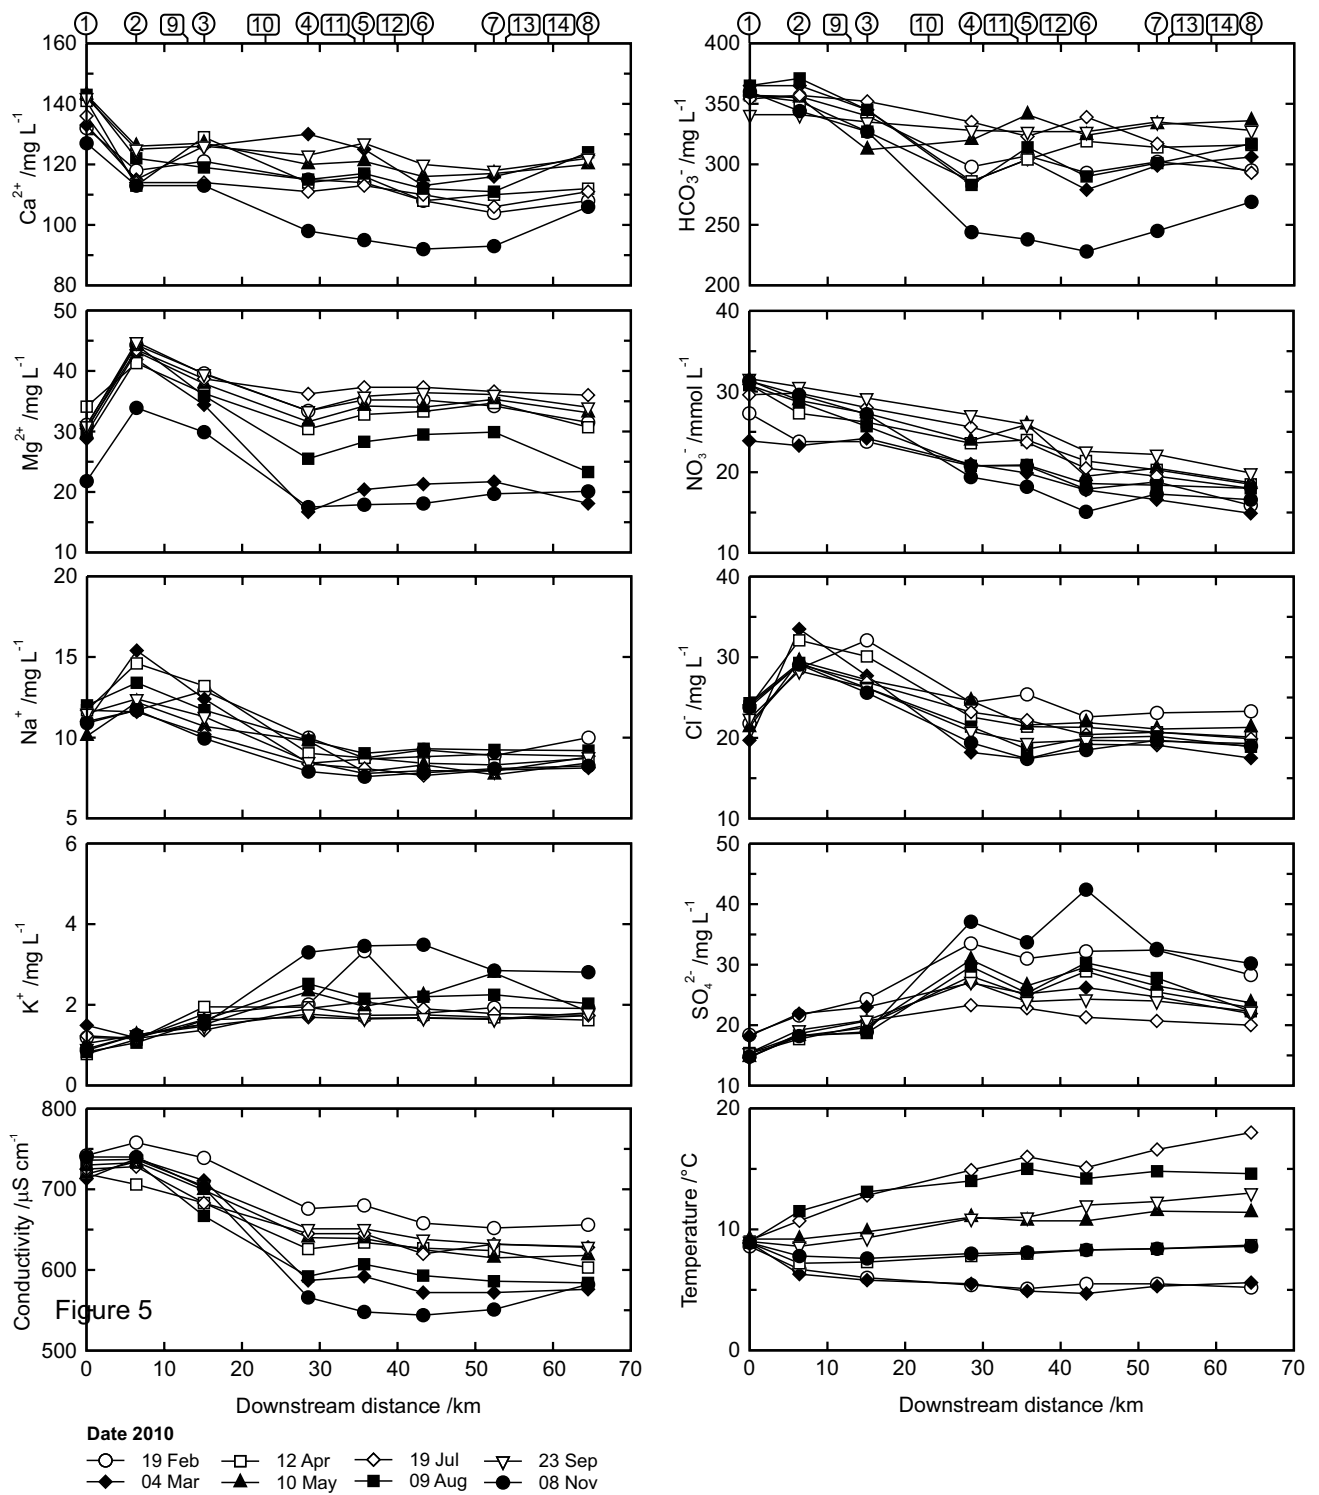 1 2 9 3 10 4 11 5 12 6 7 13 14 8
1 2 9 3 10 4 11 5 12 6 7 13 14 8
160
140
120
100
80
Ca²⁺ /mg L⁻¹
400
350
300
250
200
HCO₃⁻ /mg L⁻¹
50
40
30
20
10
Mg²⁺ /mg L⁻¹
40
30
20
10
NO₃⁻ /mmol L⁻¹
20
15
10
5
Na⁺ /mg L⁻¹
40
30
20
10
Cl⁻ /mg L⁻¹
6
4
2
0
K⁺ /mg L⁻¹
50
40
30
20
10
SO₄²⁻ /mg L⁻¹
800
700
600
500
Conductivity /µS cm⁻¹
Figure 5
0 10 20 30 40 50 60 70
Downstream distance /km
20
10
0
Temperature /°C
0 10 20 30 40 50 60 70
Downstream distance /km
Date 2010
19 Feb 12 Apr 19 Jul 23 Sep
04 Mar 10 May 09 Aug 08 Nov